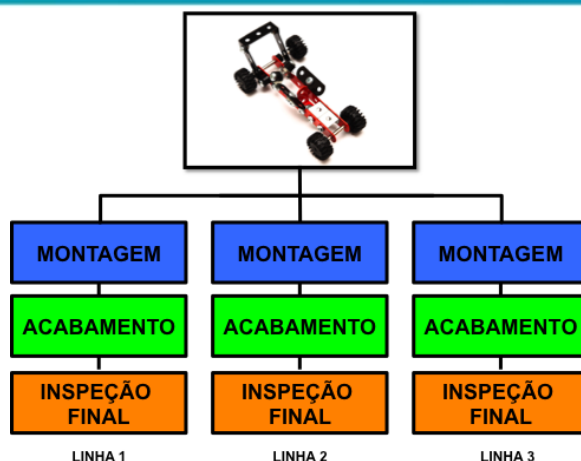 MONTAGEM MONTAGEM MONTAGEM
ACABAMENTO ACABAMENTO ACABAMENTO
INSPEÇÃO INSPEÇÃO INSPEÇÃO
FINAL FINAL FINAL
LINHA 1 LINHA 2 LINHA 3